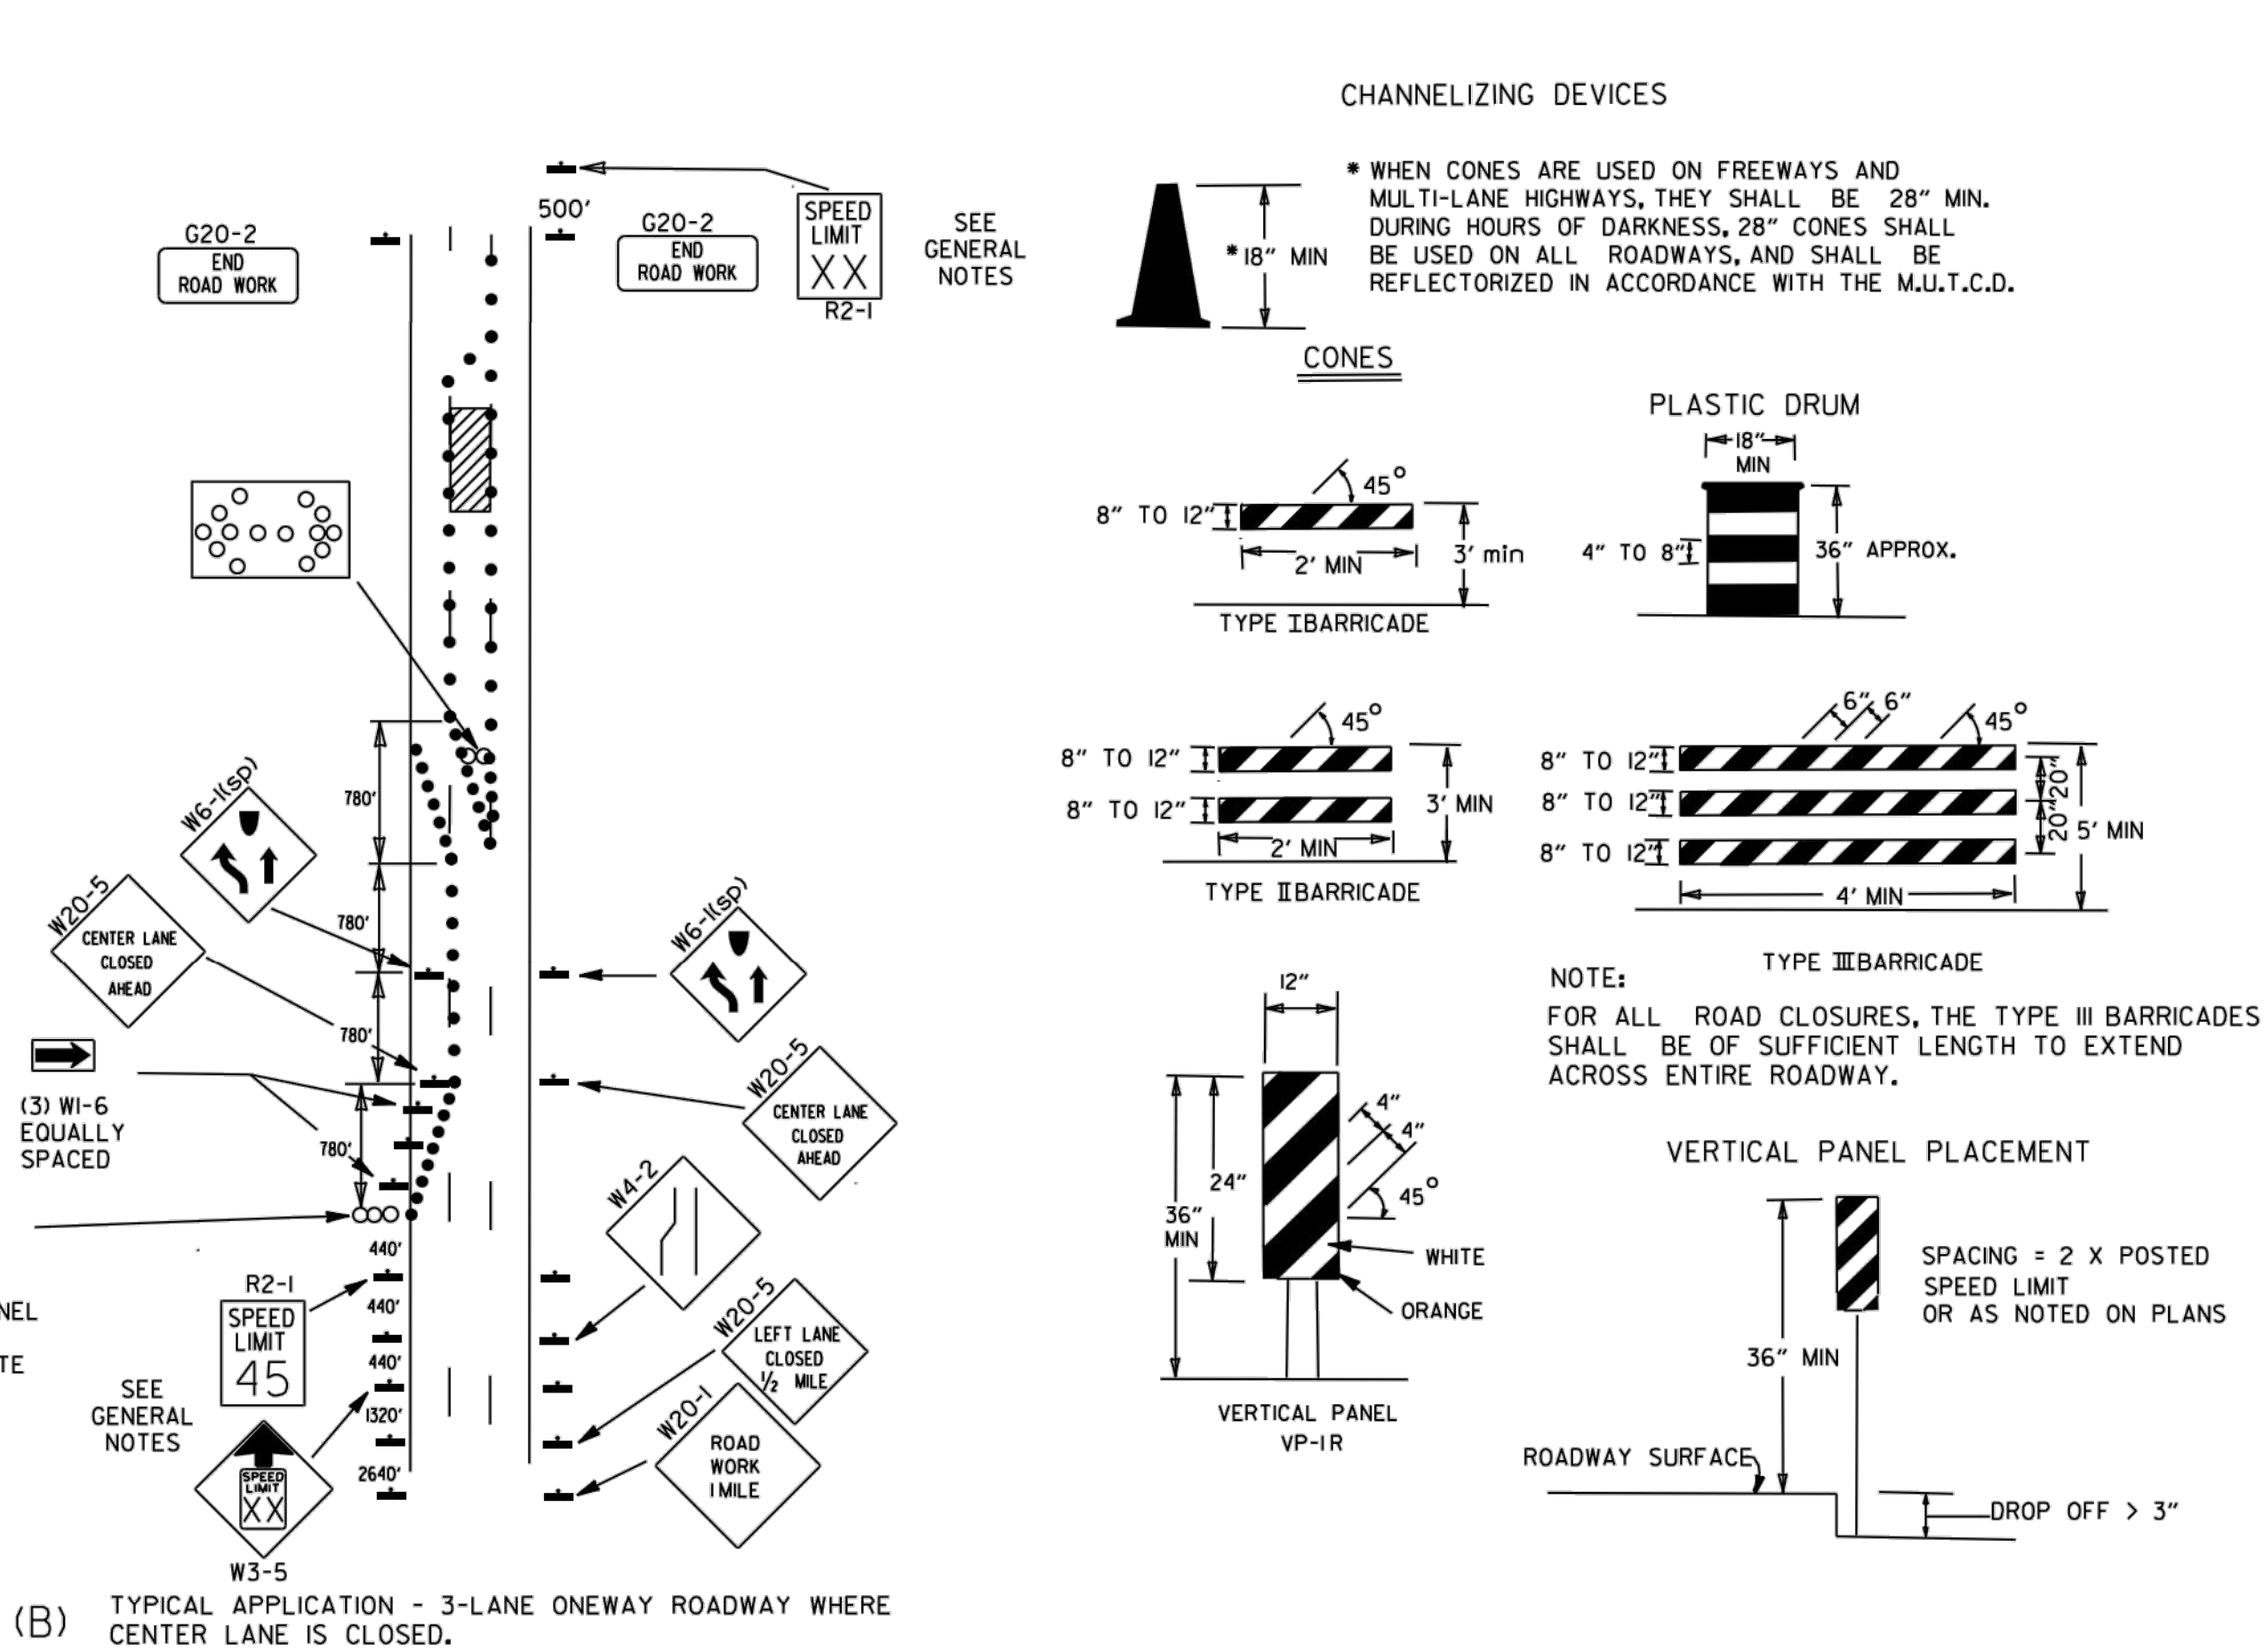 CHANNELIZING DEVICES
* WHEN CONES ARE USED ON FREEWAYS AND
MULTI-LANE HIGHWAYS, THEY SHALL BE 28" MIN.
DURING HOURS OF DARKNESS, 28" CONES SHALL
BE USED ON ALL ROADWAYS, AND SHALL BE
REFLECTORIZED IN ACCORDANCE WITH THE M.U.T.C.D.
*18" MIN
CONES
500'
G20-2
END
ROAD WORK
G20-2
END
ROAD WORK
SPEED
LIMIT
XX
R2-1
SEE
GENERAL
NOTES
PLASTIC DRUM
18"
MIN
4" TO 8"
36" APPROX.
45°
8" TO 12"
2' MIN
3' min
TYPE I BARRICADE
45°
8" TO 12"
8" TO 12"
2' MIN
3' MIN
TYPE II BARRICADE
6" 6"
45°
8" TO 12"
8" TO 12"
8" TO 12"
20"
20"
5' MIN
4' MIN
TYPE III BARRICADE
NOTE:
FOR ALL ROAD CLOSURES, THE TYPE III BARRICADES
SHALL BE OF SUFFICIENT LENGTH TO EXTEND
ACROSS ENTIRE ROADWAY.
780'
W6-1(sp)
780'
W20-5
CENTER LANE
CLOSED
AHEAD
780'
(3) W1-6
EQUALLY
SPACED
780'
W6-1(sp)
W20-5
CENTER LANE
CLOSED
AHEAD
W4-2
W20-5
LEFT LANE
CLOSED
1/2 MILE
W20-1
ROAD
WORK
1 MILE
440'
R2-1
SPEED
LIMIT
45
440'
440'
1320'
2640'
NEL
TE
SEE
GENERAL
NOTES
SPEED
LIMIT
XX
W3-5
12"
24"
36"
MIN
4"
4"
45°
WHITE
ORANGE
VERTICAL PANEL
VP-1R
VERTICAL PANEL PLACEMENT
SPACING = 2 X POSTED
SPEED LIMIT
OR AS NOTED ON PLANS
36" MIN
ROADWAY SURFACE
DROP OFF > 3"
(B) TYPICAL APPLICATION - 3-LANE ONEWAY ROADWAY WHERE
CENTER LANE IS CLOSED.